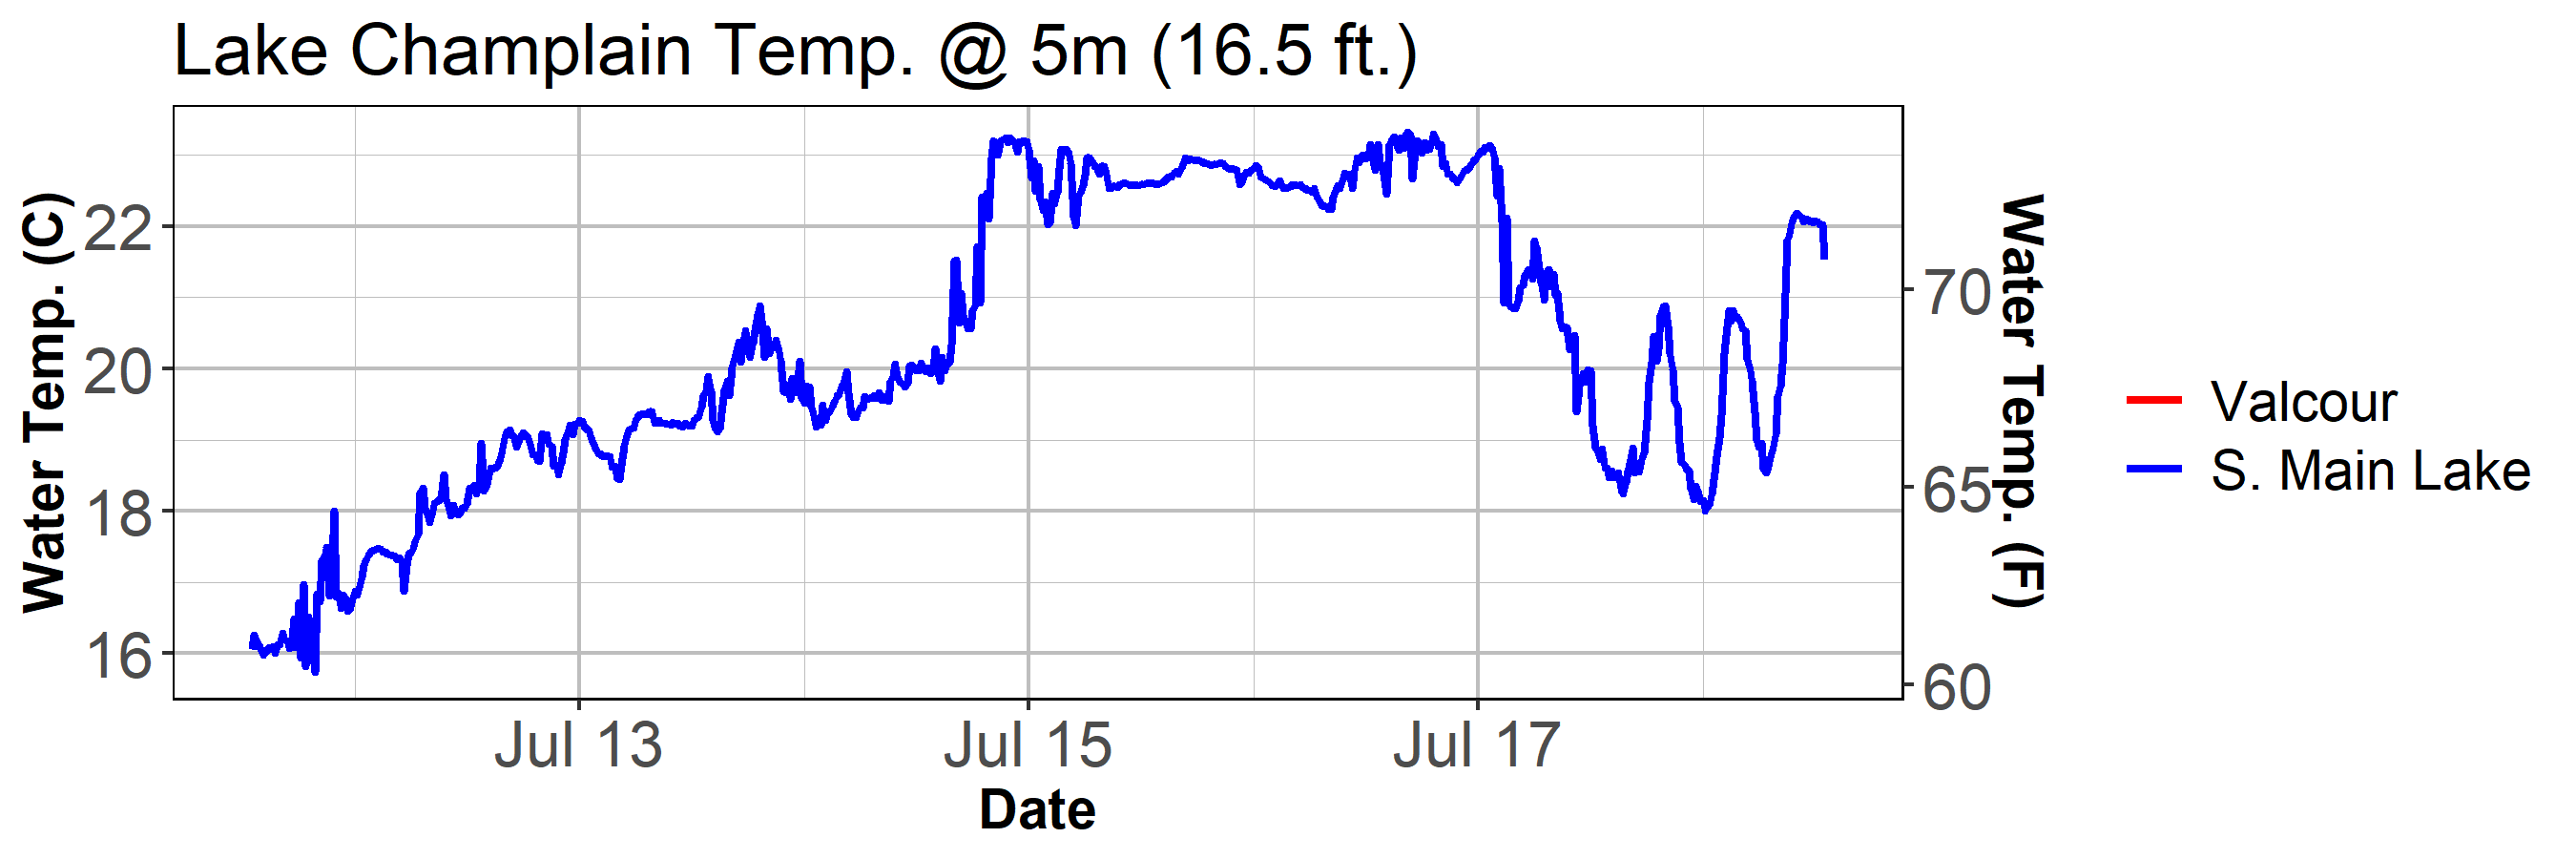 Lake Champlain Temp. @ 5m (16.5 ft.)
Water Temp. (C)
22
20
18
16
70
65
60
Water Temp. (F)
Jul 13
Jul 15
Jul 17
Date
Valcour
S. Main Lake